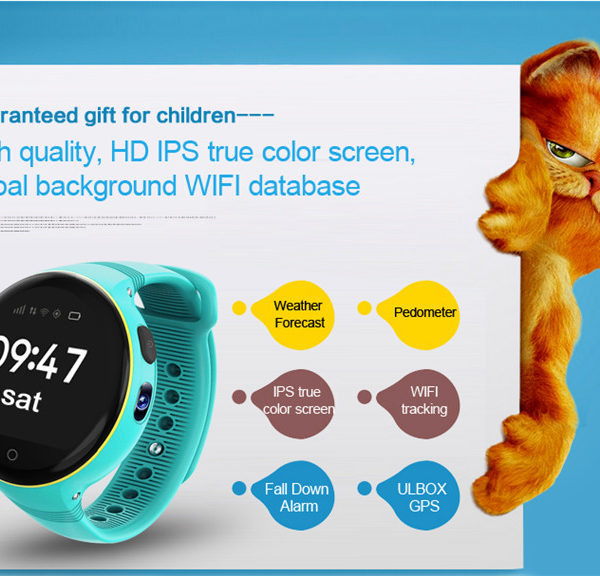 ranteed gift for children---
h quality, HD IPS true color screen,
bal background WIFI database
09:47
sat
Weather
Forecast
Pedometer
IPS true
color screen
WIFI
tracking
Fall Down
Alarm
ULBOX
GPS